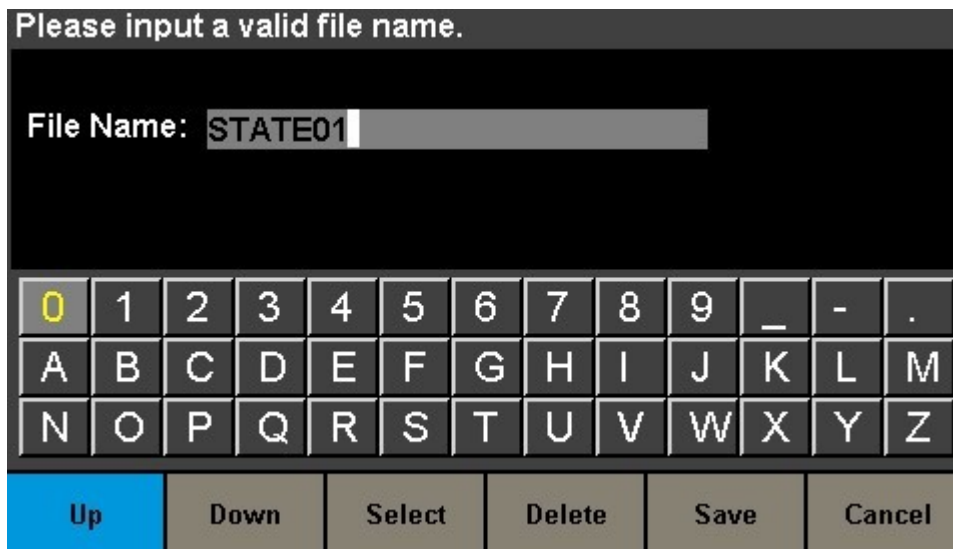 Please input a valid file name.
File Name: STATE01
0 1 2 3 4 5 6 7 8 9 _ - .
A B C D E F G H I J K L M
N O P Q R S T U V W X Y Z
Up Down Select Delete Save Cancel